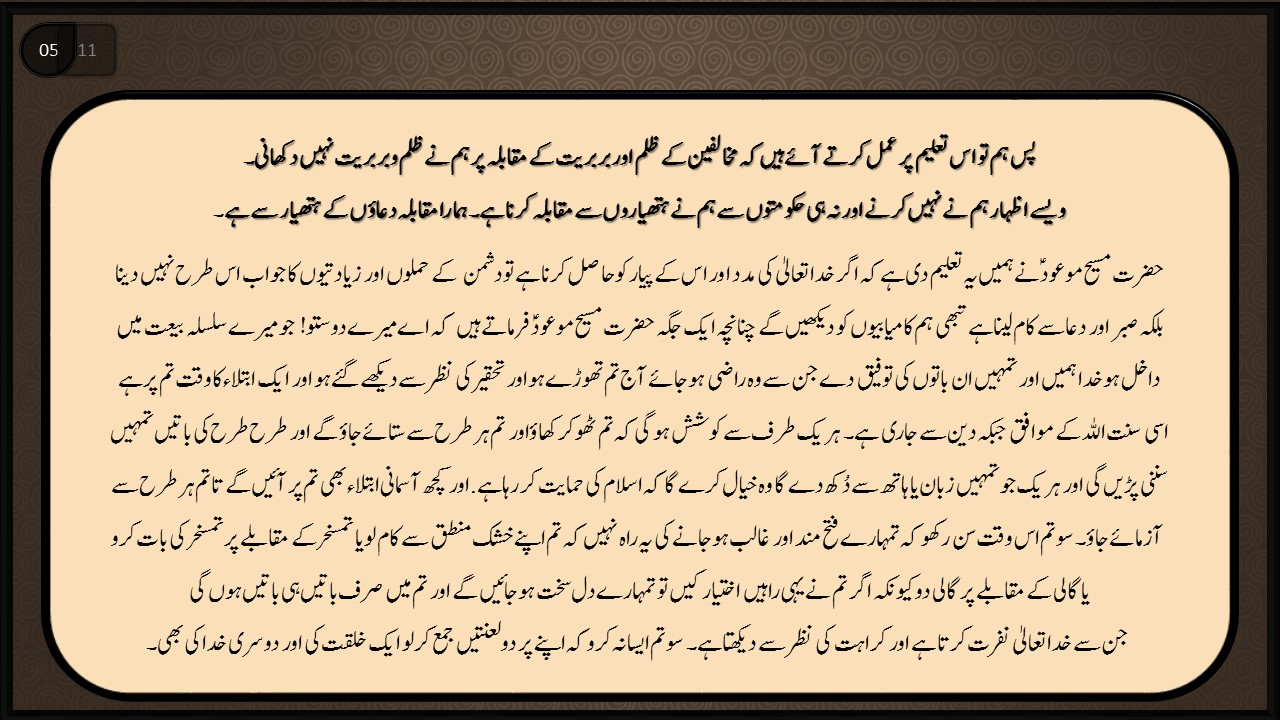 05 11
پس ہم تو اس تعلیم پر عمل کرتے آئے ہیں کہ مخالفین کے ظلم اور بربریت کے مقابلہ پر ہم نے ظلم و بربریت نہیں دکھانی۔
ویسے اظہار ہم نے نہیں کرنے اور نہ ہی حکومتوں سے ہم نے ہتھیاروں سے مقابلہ کرنا ہے۔ ہمارا مقابلہ دعاؤں کے ہتھیار سے ہے۔
حضرت مسیح موعودؑ نے ہمیں یہ تعلیم دی ہے کہ اگر خدا تعالیٰ کی مدد اور اس کے پیار کو حاصل کرنا ہے تو دشمن کے حملوں اور زیادتیوں کا جواب اس طرح نہیں دینا
بلکہ صبر اور دعا سے کام لینا ہے تبھی ہم کامیابیوں کو دیکھیں گے چنانچہ ایک جگہ حضرت مسیح موعودؑ فرماتے ہیں کہ اے میرے دوستو! جو میرے سلسلہ بیعت میں
داخل ہو خدا ہمیں اور تمہیں ان باتوں کی توفیق دے جن سے وہ راضی ہو جائے آج تم تھوڑے ہو اور تحقیر کی نظر سے دیکھے گئے ہو اور ایک ابتلاء کا وقت تم پر ہے
اسی سنت اللہ کے موافق جبکہ دین سے جاری ہے۔ ہر یک طرف سے کوشش ہو گی کہ تم ٹھوکر کھاؤ اور تم ہر طرح سے ستائے جاؤ گے اور طرح طرح کی باتیں تمہیں
سننی پڑیں گی اور ہر یک جو تمہیں زبان یا ہاتھ سے دُکھ دے گا وہ خیال کرے گا کہ اسلام کی حمایت کر رہا ہے. اور کچھ آسمانی ابتلاء بھی تم پر آئیں گے تا تم ہر طرح سے
آزمائے جاؤ۔ سو تم اس وقت سن رکھو کہ تمہارے فتح مند اور غالب ہو جانے کی یہ راہ نہیں کہ تم اپنے خشک منطق سے کام لو یا تمسخر کے مقابلے پر تمسخر کی بات کرو
یا گالی کے مقابلے پر گالی دو کیونکہ اگر تم نے یہی راہیں اختیار کیں تو تمہارے دل سخت ہو جائیں گے اور تم میں صرف باتیں ہی باتیں ہوں گی
جن سے خدا تعالیٰ نفرت کرتا ہے اور کراہت کی نظر سے دیکھتا ہے۔ سو تم ایسا نہ کرو کہ اپنے پر دو لعنتیں جمع کر لو ایک خلقت کی اور دوسری خدا کی بھی۔